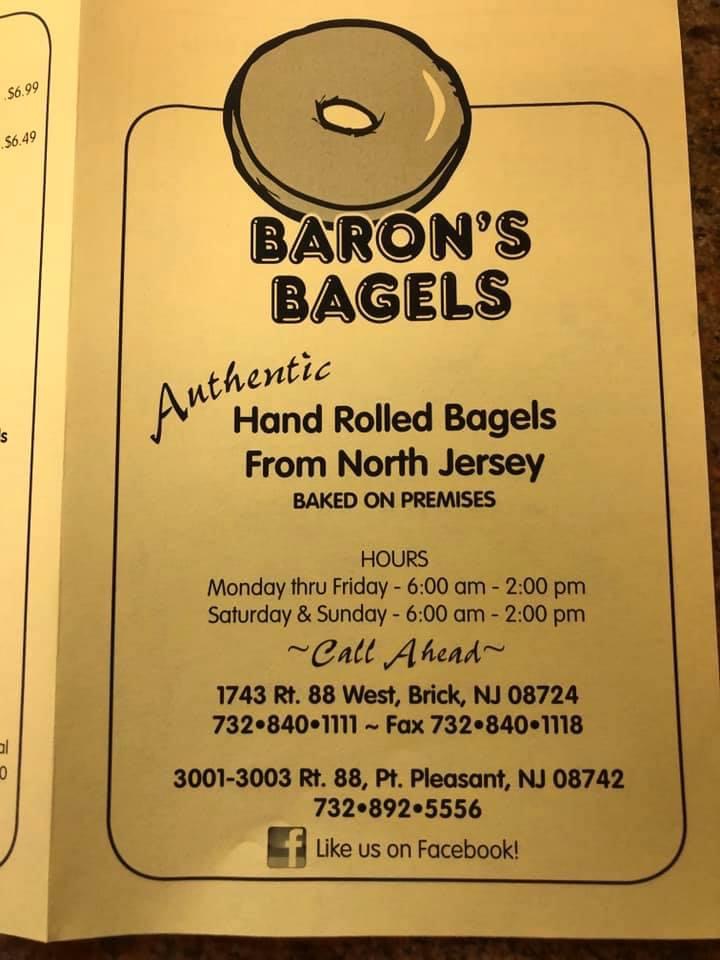 .$6.99
.$6.49
BARON'S
BAGELS
Authentic
Hand Rolled Bagels
From North Jersey
BAKED ON PREMISES
HOURS
Monday thru Friday - 6:00 am - 2:00 pm
Saturday & Sunday - 6:00 am - 2:00 pm
~Call Ahead~
1743 Rt. 88 West, Brick, NJ 08724
732•840•1111 ~ Fax 732•840•1118
3001-3003 Rt. 88, Pt. Pleasant, NJ 08742
732•892•5556
f Like us on Facebook!